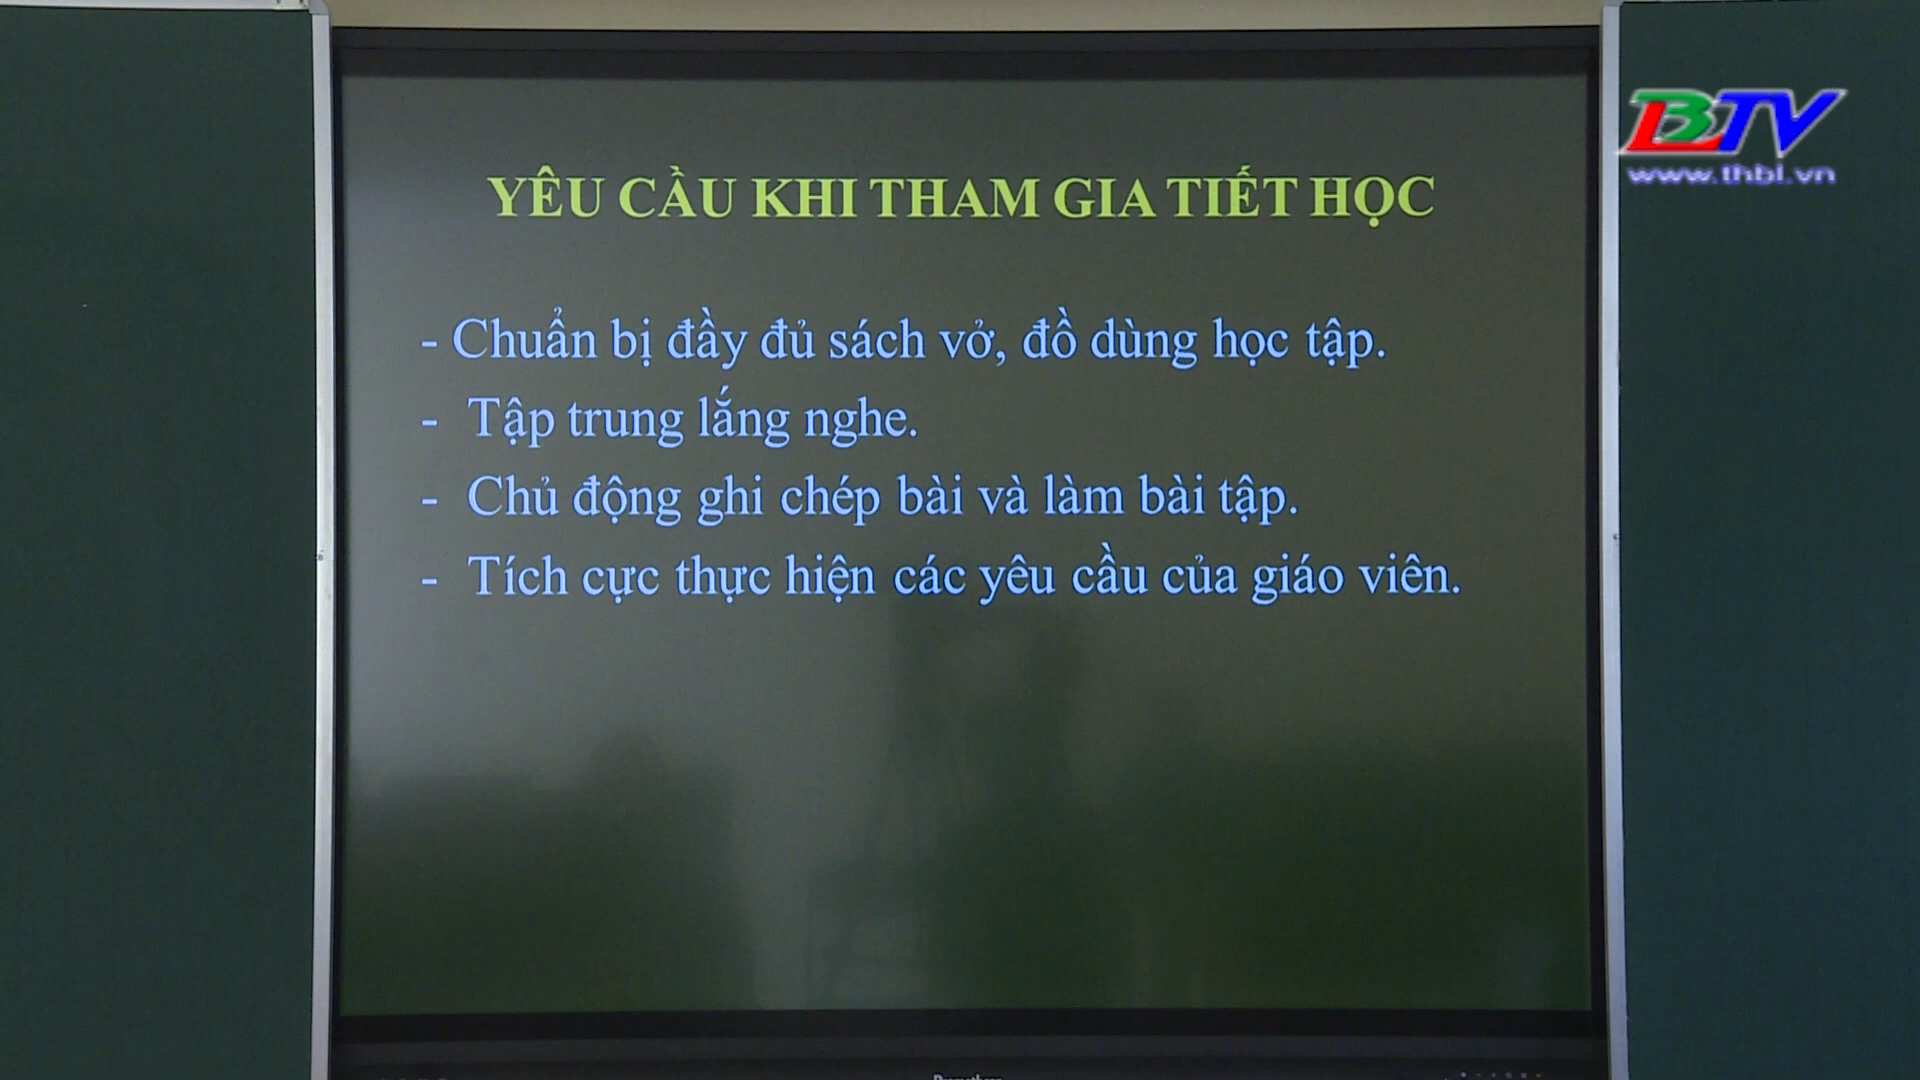 BTV
www.thbl.vn
YÊU CẦU KHI THAM GIA TIẾT HỌC
- Chuẩn bị đầy đủ sách vở, đồ dùng học tập.
- Tập trung lắng nghe.
- Chủ động ghi chép bài và làm bài tập.
- Tích cực thực hiện các yêu cầu của giáo viên.